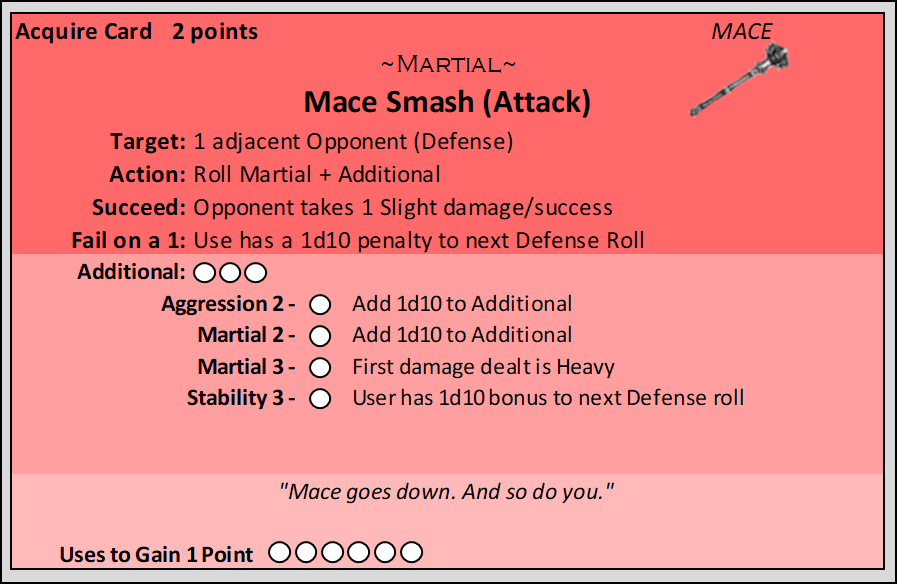 Acquire Card 2 points MACE
~Martial~
Mace Smash (Attack)
Target: 1 adjacent Opponent (Defense)
Action: Roll Martial + Additional
Succeed: Opponent takes 1 Slight damage/success
Fail on a 1: Use has a 1d10 penalty to next Defense Roll
Additional:
Aggression 2 - Add 1d10 to Additional
Martial 2 - Add 1d10 to Additional
Martial 3 - First damage dealt is Heavy
Stability 3 - User has 1d10 bonus to next Defense roll
"Mace goes down. And so do you."
Uses to Gain 1 Point